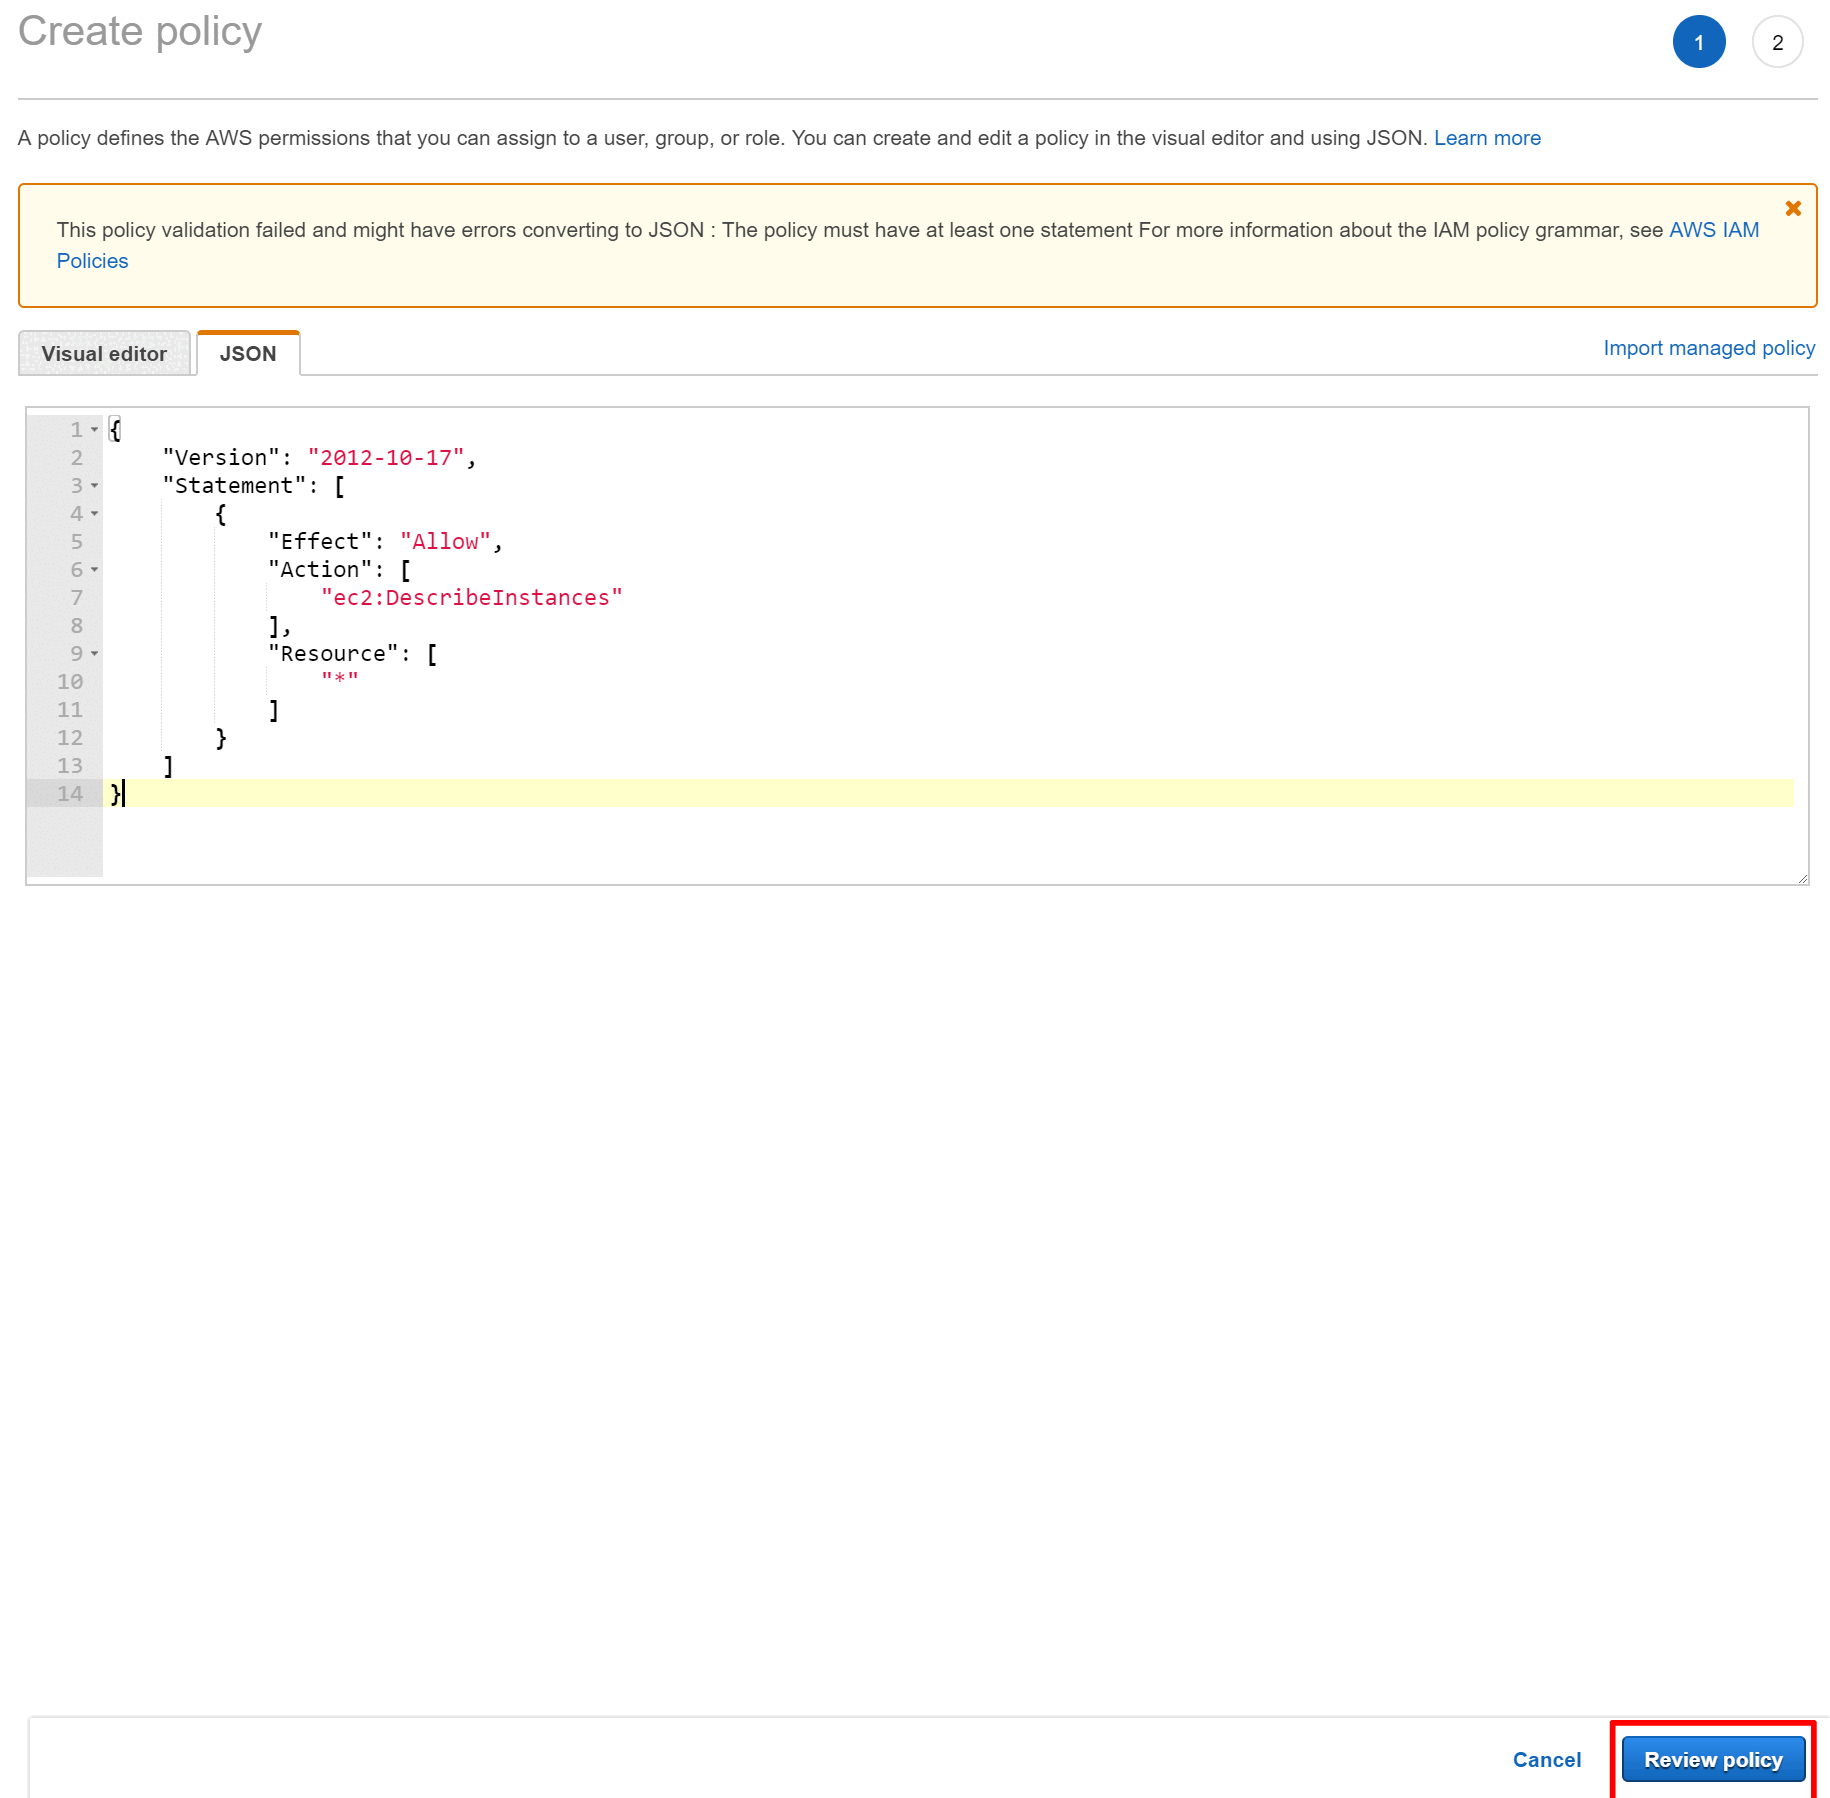 Create policy
1
2
A policy defines the AWS permissions that you can assign to a user, group, or role. You can create and edit a policy in the visual editor and using JSON. Learn more
This policy validation failed and might have errors converting to JSON : The policy must have at least one statement For more information about the IAM policy grammar, see AWS IAM
Policies
Visual editor
JSON
Import managed policy
1 {
2     "Version": "2012-10-17",
3     "Statement": [
4         {
5             "Effect": "Allow",
6             "Action": [
7                 "ec2:DescribeInstances"
8             ],
9             "Resource": [
10                 "*"
11             ]
12         }
13     ]
14 }
Cancel
Review policy